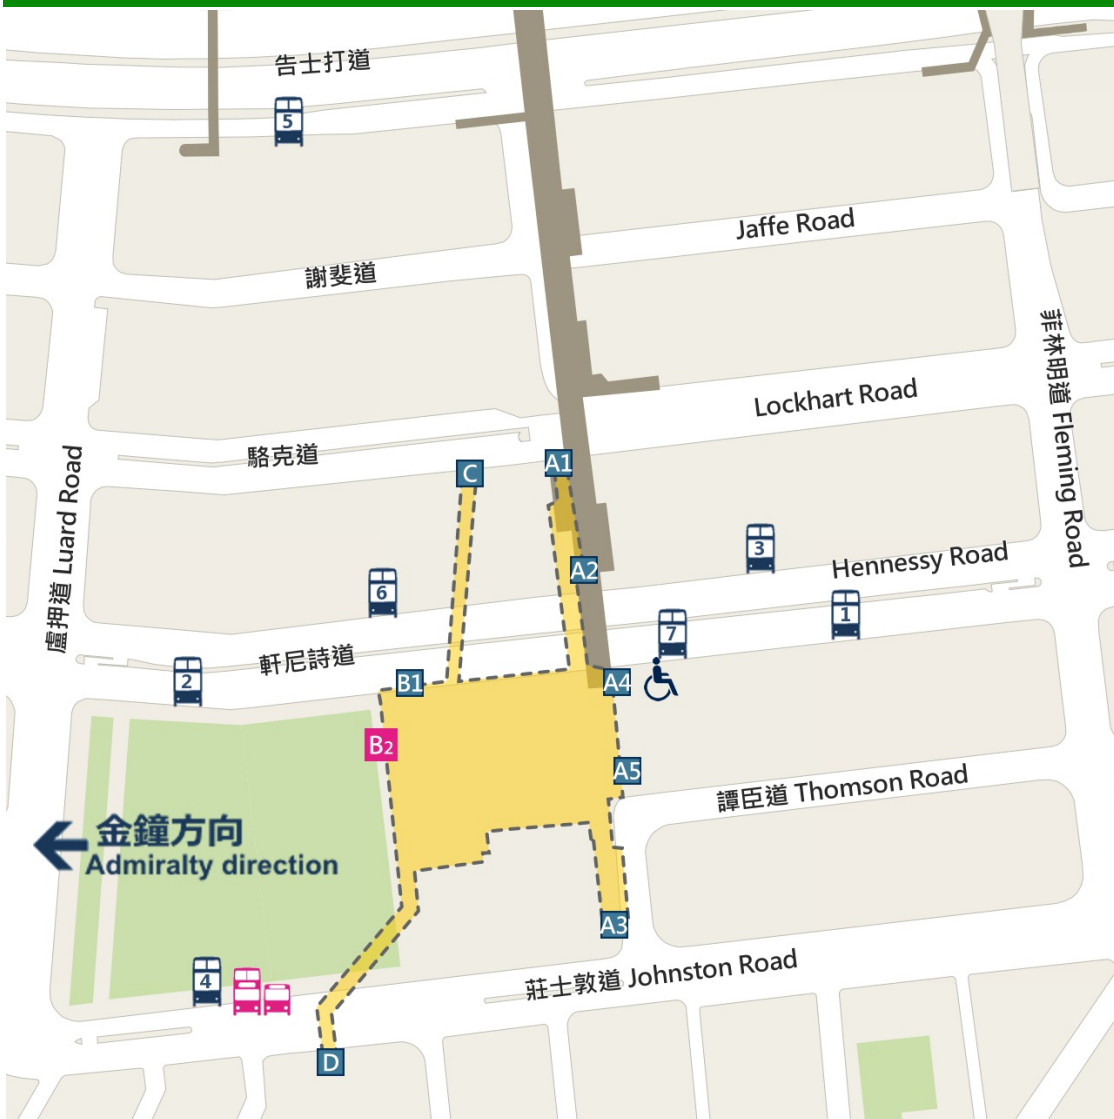 告士打道
5
Jaffe Road
謝斐道
菲林明道 Fleming Road
Lockhart Road
駱克道
盧押道 Luard Road
C
A1
A2
3
Hennessy Road
6
1
7
軒尼詩道
2
B1
A4
B2
A5
譚臣道 Thomson Road
金鐘方向
Admiralty direction
A3
莊士敦道 Johnston Road
4
D